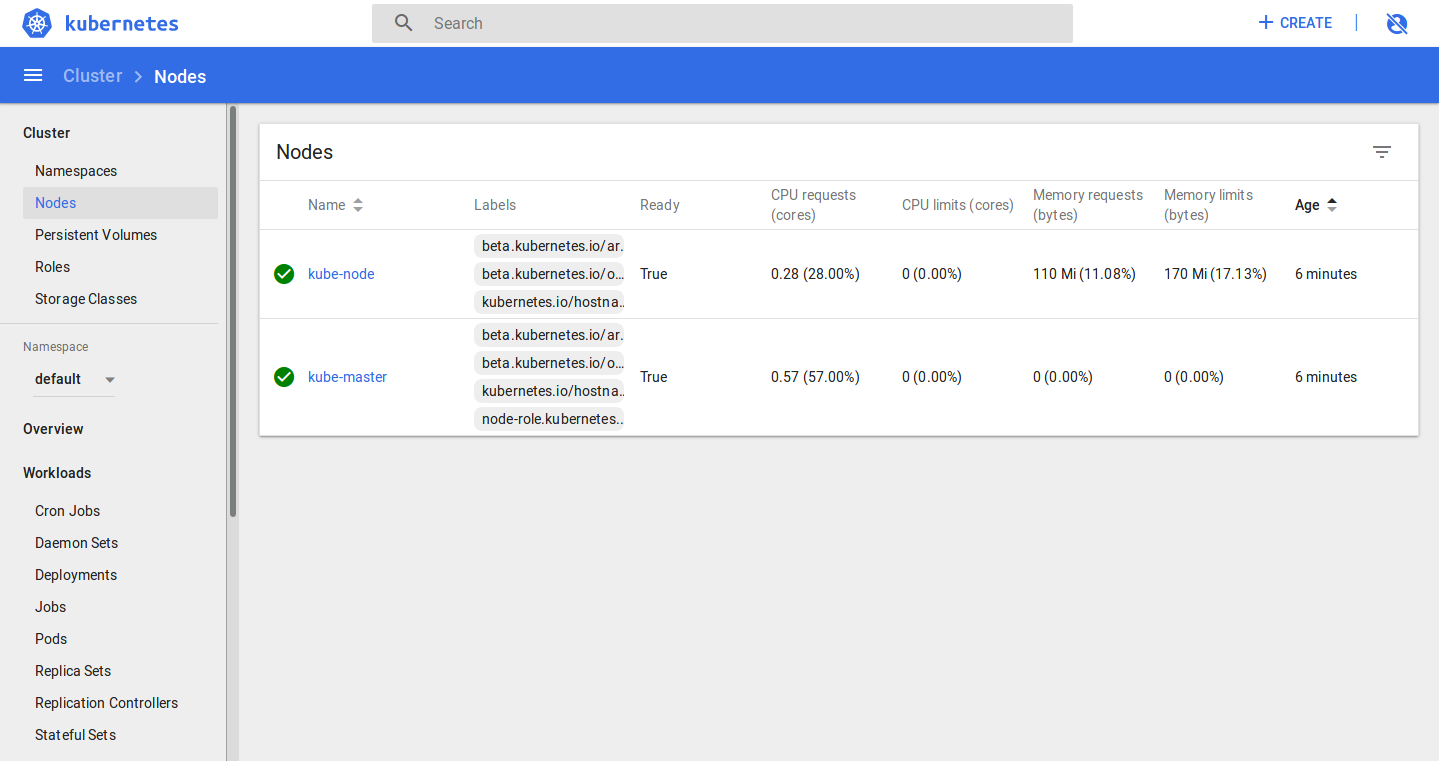 kubernetes
Search
CREATE
Cluster
Nodes
Cluster
Namespaces
Nodes
Persistent Volumes
Roles
Storage Classes
Namespace
default
Overview
Workloads
Cron Jobs
Daemon Sets
Deployments
Jobs
Pods
Replica Sets
Replication Controllers
Stateful Sets
Nodes
Name
Labels
Ready
CPU requests
(cores)
CPU limits (cores)
Memory requests
(bytes)
Memory limits
(bytes)
Age
kube-node
beta.kubernetes.io/ar.
beta.kubernetes.io/o...
kubernetes.io/hostna..
True
0.28 (28.00%)
0 (0.00%)
110 Mi (11.08%)
170 Mi (17.13%)
6 minutes
kube-master
beta.kubernetes.io/ar.
beta.kubernetes.io/o...
kubernetes.io/hostna..
node-role.kubernetes..
True
0.57 (57.00%)
0 (0.00%)
0 (0.00%)
0 (0.00%)
6 minutes